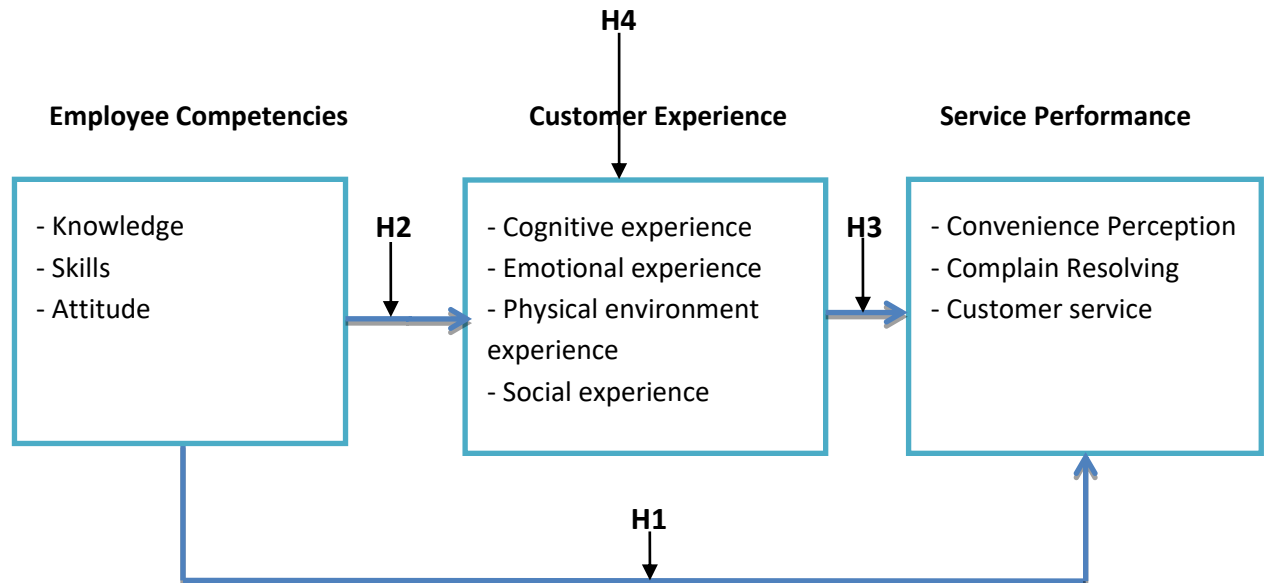 H4
Employee Competencies
Customer Experience
Service Performance
- Knowledge
- Skills
- Attitude
H2
- Cognitive experience
- Emotional experience
- Physical environment
experience
- Social experience
H3
- Convenience Perception
- Complain Resolving
- Customer service
H1